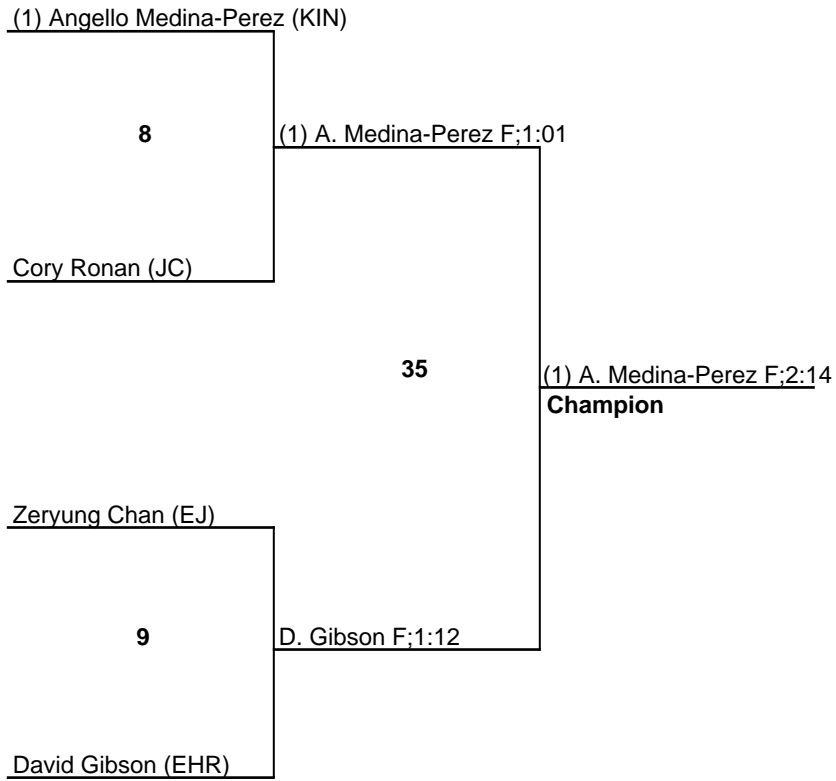 (1) Angello Medina-Perez (KIN)
8
(1) A. Medina-Perez F;1:01
Cory Ronan (JC)
35
(1) A. Medina-Perez F;2:14
Champion
Zeryung Chan (EJ)
9
D. Gibson F;1:12
David Gibson (EHR)